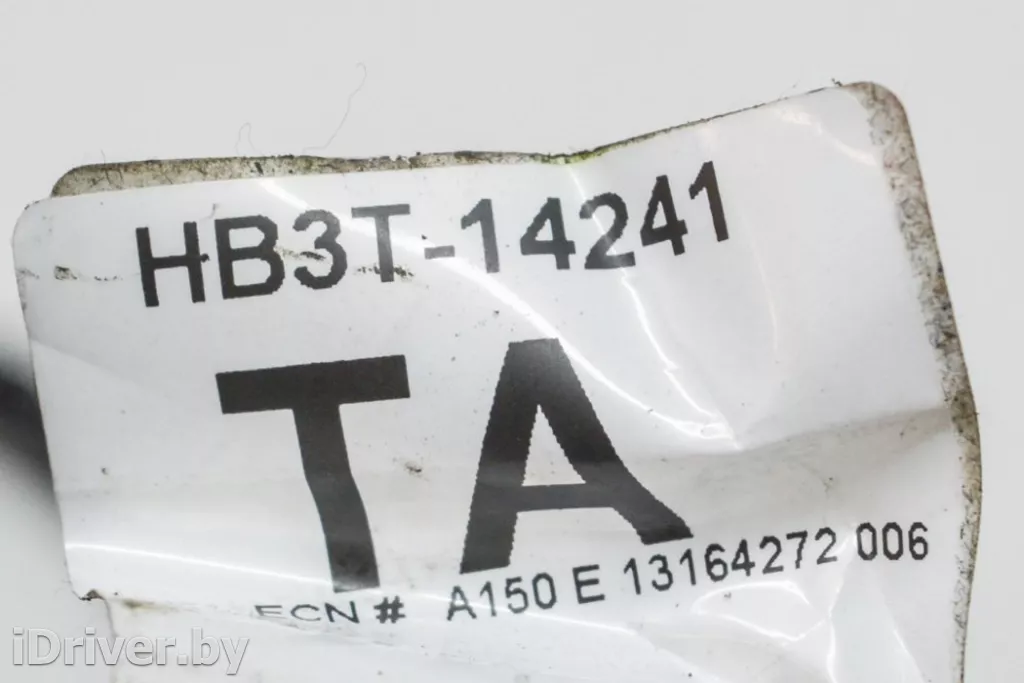 HB3T-14241
TA
ECN # A150 E 13164272 006
iDriver.by